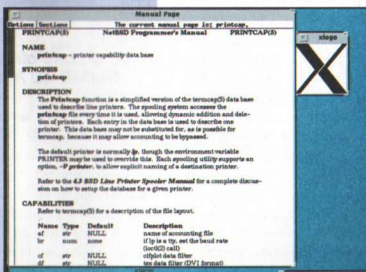 Manual Page
Options Sections The current manual page is: printcap.
PRINTCAP(5) NetBSD Programmer's Manual PRINTCAP(5)
NAME
printcap – printer capability data base
SYNOPSIS
printcap
DESCRIPTION
The Printcap function is a simplified version of the termcap(5) data base
used to describe line printers. The spooling system accesses the
printcap file every time it is used, allowing dynamic addition and dele-
tion of printers. Each entry in the data base is used to describe one
printer. This data base may not be substituted for, as is possible for
termcap, because it may allow accounting to be bypassed.
The default printer is normally lp, though the environment variable
PRINTER may be used to override this. Each spooling utility supports an
option, -P printer, to allow explicit naming of a destination printer.
Refer to the 4.3 BSD Line Printer Spooler Manual for a complete discus-
sion on how to setup the database for a given printer.
CAPABILITIES
Refer to termcap(5) for a description of the file layout.
Name Type Default Description
af str NULL name of accounting file
br num none if lp is a tty, set the baud rate
(ioctl(2) call)
cf str NULL cifplot data filter
df str NULL tex data filter (DVI format)
xlogo